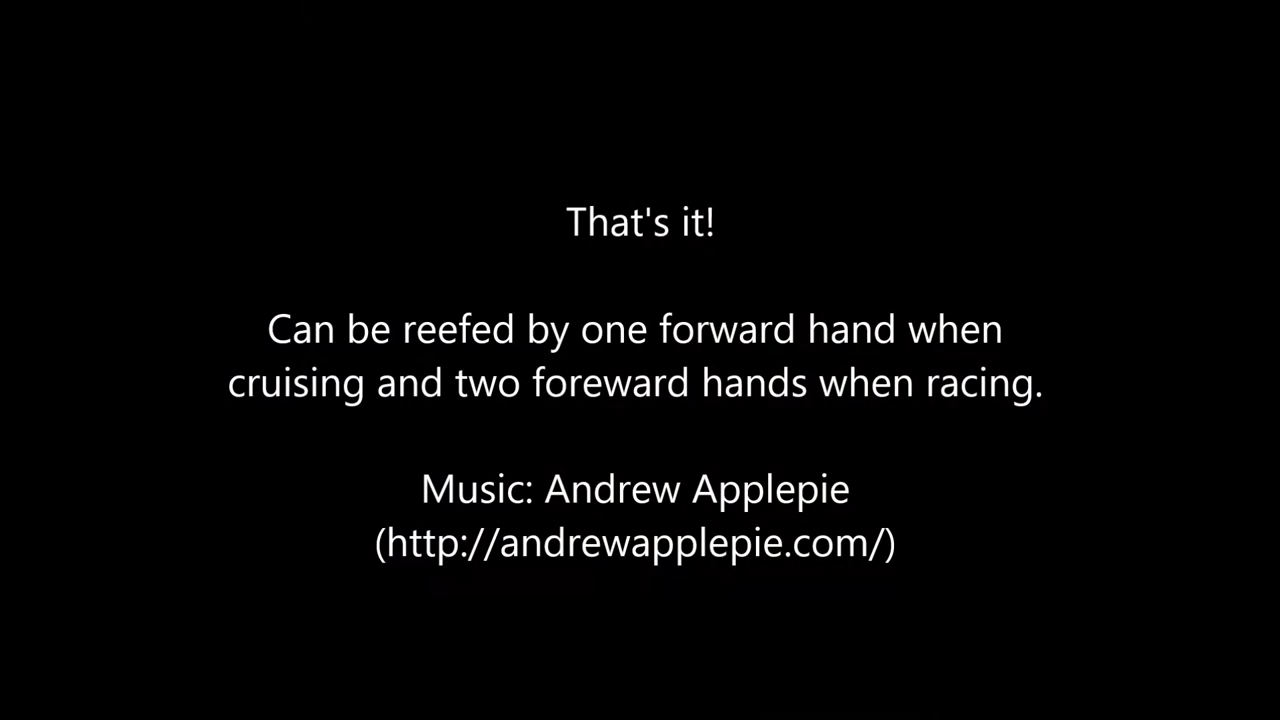 That's it!
Can be reefed by one forward hand when
cruising and two foreward hands when racing.
Music: Andrew Applepie
(http://andrewapplepie.com/)